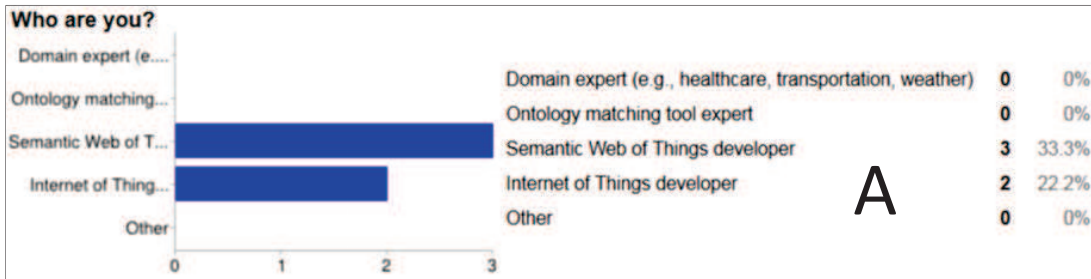 Who are you?
Domain expert (e....
Ontology matching...
Semantic Web of T...
Internet of Thing...
Other
0 1 2 3
Domain expert (e.g., healthcare, transportation, weather) 0 0%
Ontology matching tool expert 0 0%
Semantic Web of Things developer 3 33.3%
Internet of Things developer 2 22.2%
Other 0 0%
A